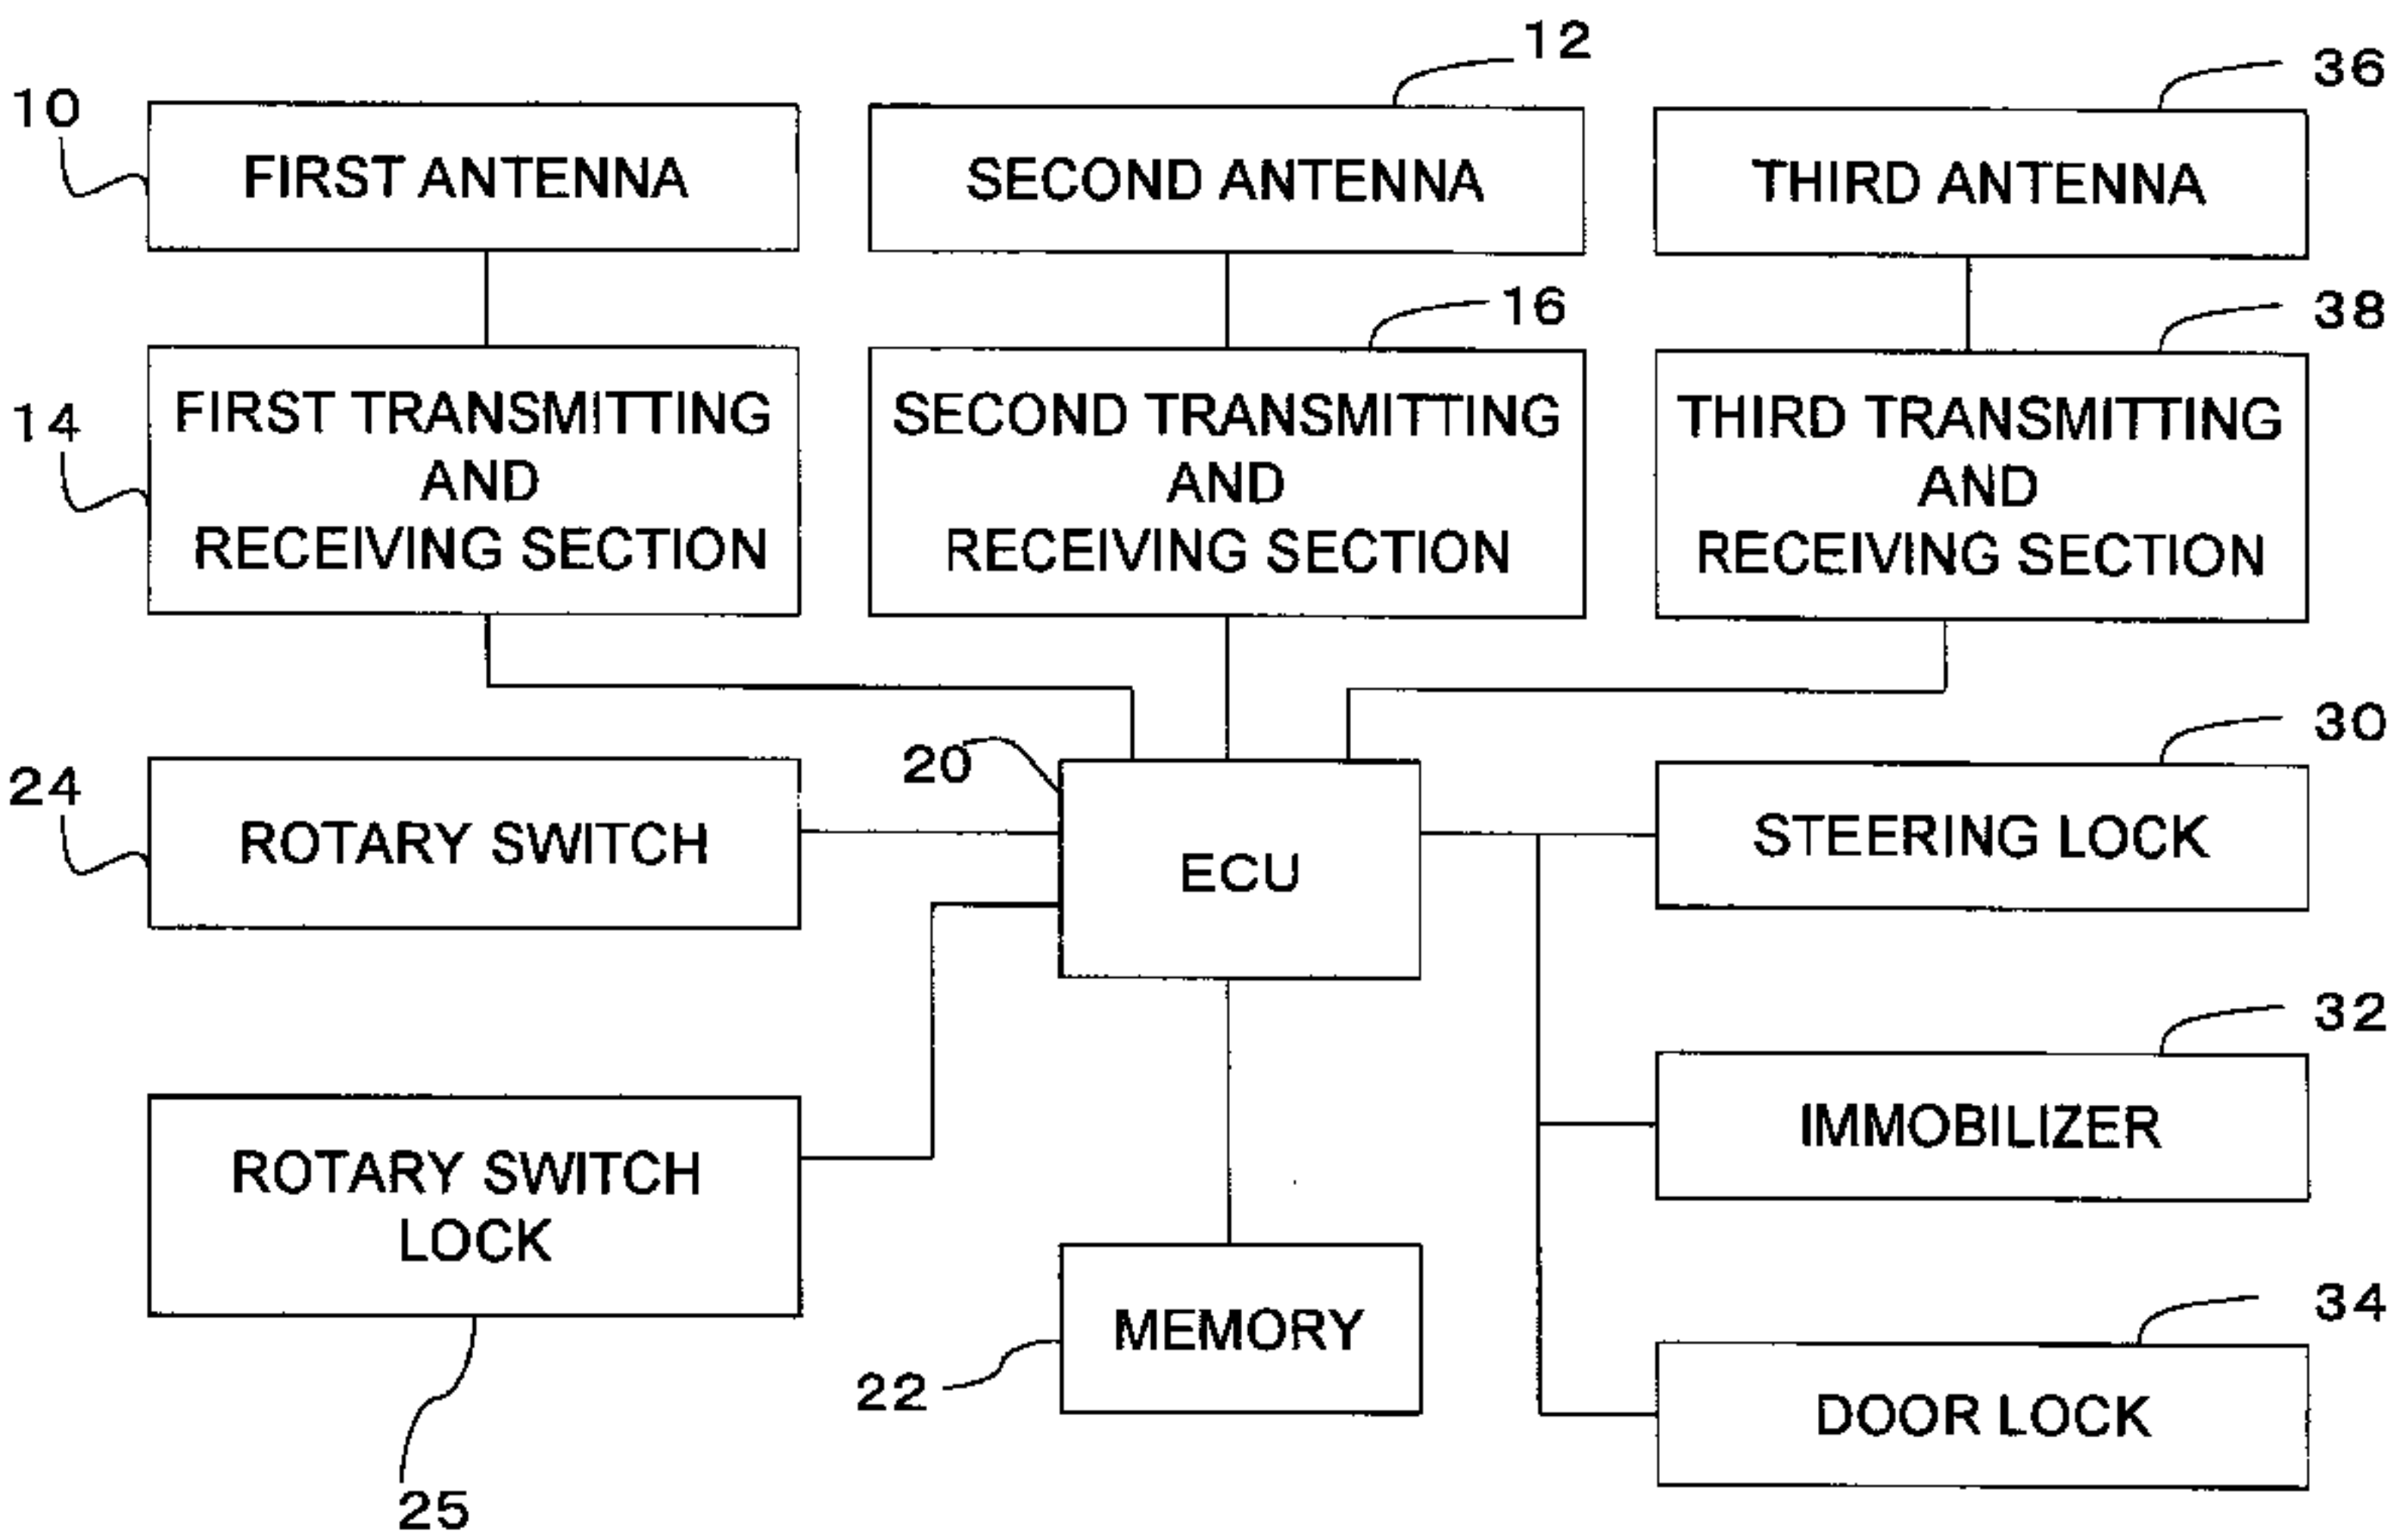 12
36
10
FIRST ANTENNA
SECOND ANTENNA
THIRD ANTENNA
16
38
14
FIRST TRANSMITTING
AND
RECEIVING SECTION
SECOND TRANSMITTING
AND
RECEIVING SECTION
THIRD TRANSMITTING
AND
RECEIVING SECTION
30
20
24
ROTARY SWITCH
ECU
STEERING LOCK
32
IMMOBILIZER
ROTARY SWITCH
LOCK
34
MEMORY
22
DOOR LOCK
25